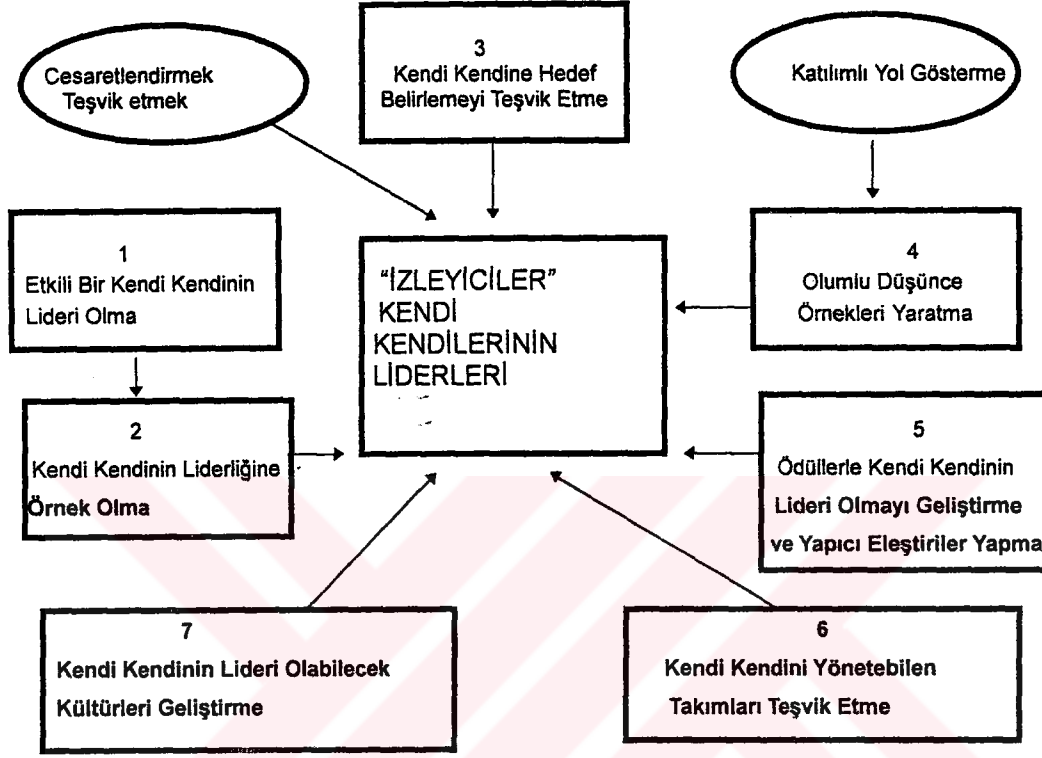 Cesaretlendirmek
Teşvik etmek
3
Kendi Kendine Hedef
Belirlemeyi Teşvik Etme
Katılımlı Yol Gösterme
1
Etkili Bir Kendi Kendinin
Lideri Olma
"İZLEYİCİLER"
KENDİ
KENDİLERİNİN
LİDERLERİ
4
Olumlu Düşünce
Örnekleri Yaratma
2
Kendi Kendinin Liderliğine
Örnek Olma
5
Ödüllerle Kendi Kendinin
Lideri Olmayı Geliştirme
ve Yapıcı Eleştiriler Yapma
7
Kendi Kendinin Lideri Olabilecek
Kültürleri Geliştirme
6
Kendi Kendini Yönetebilen
Takımları Teşvik Etme